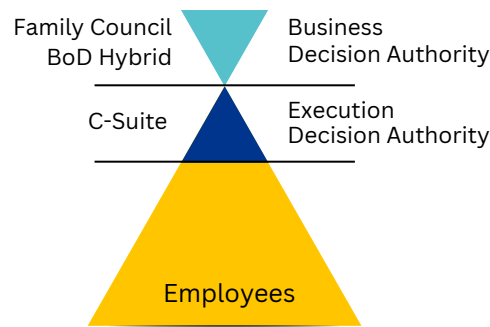 Family Council
BoD Hybrid
Business
Decision Authority
C-Suite
Execution
Decision Authority
Employees